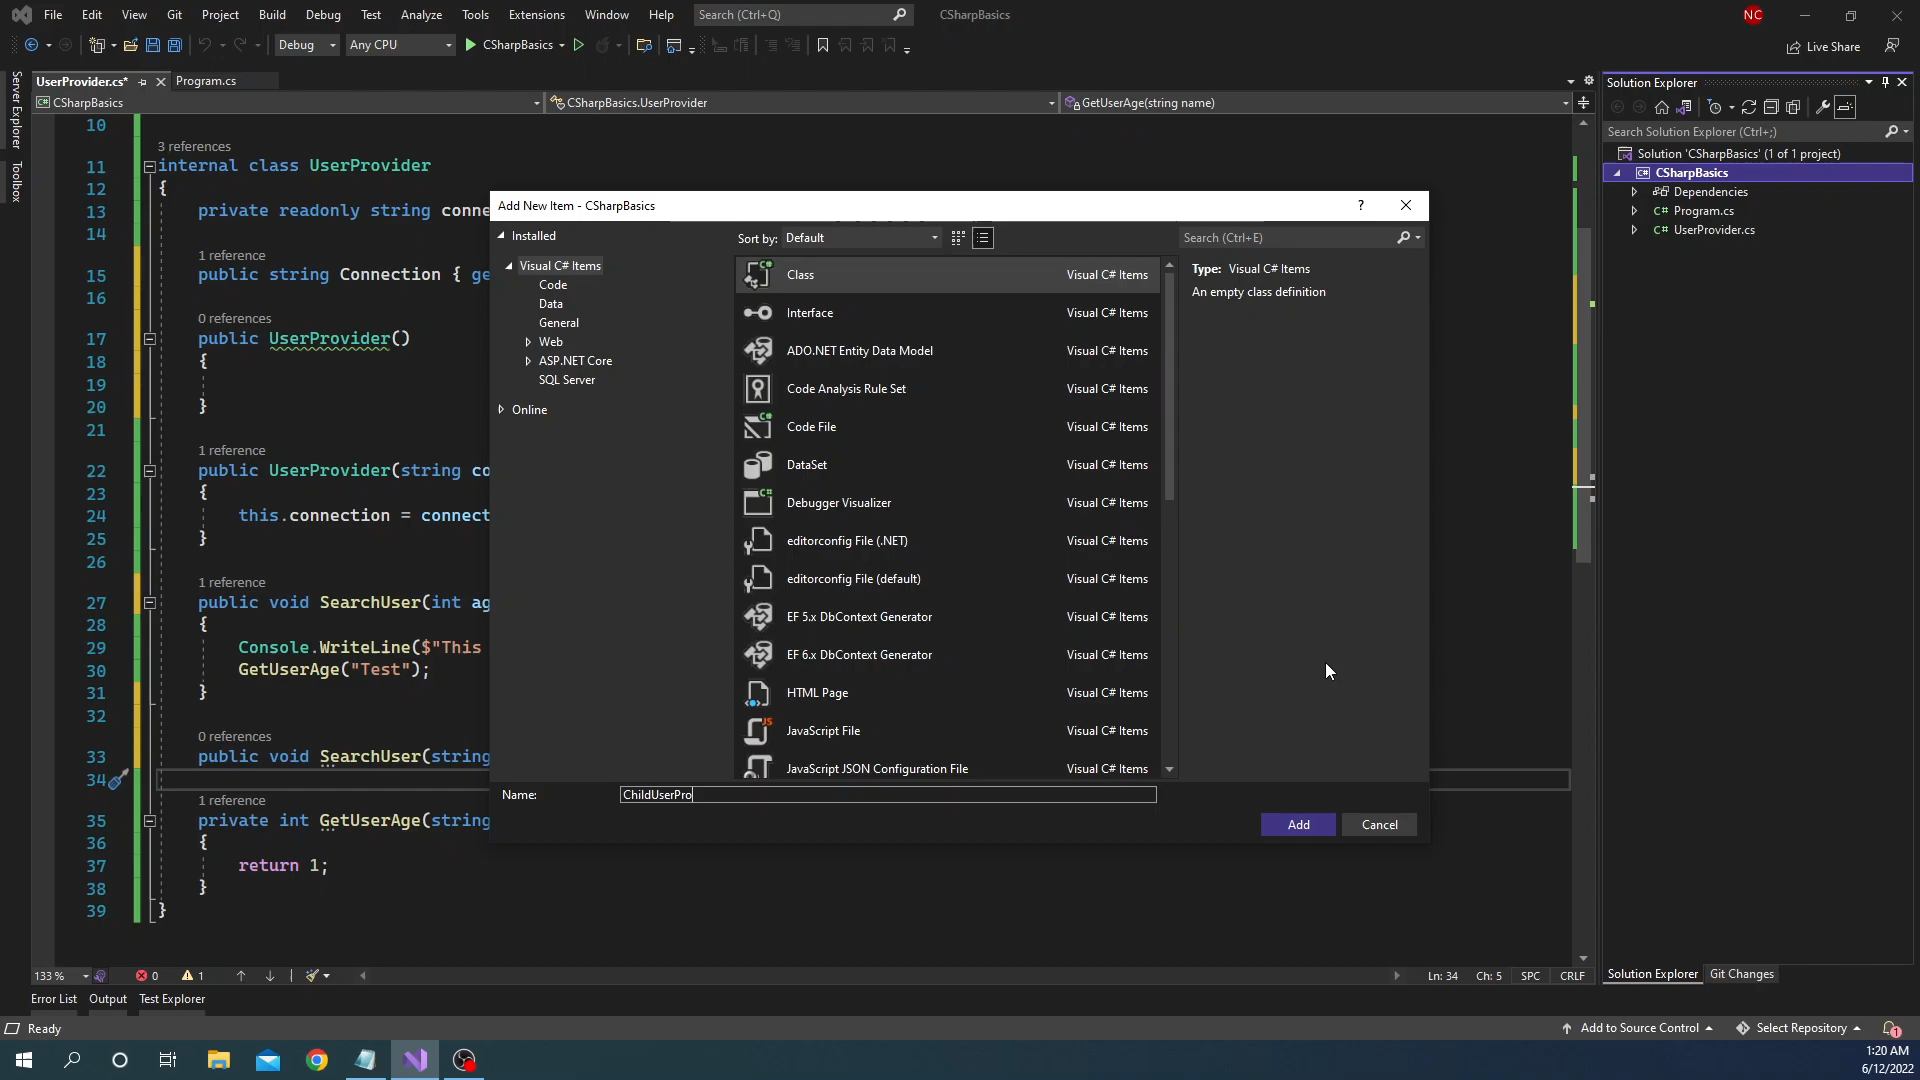 File Edit View Git Project Build Debug Test Analyze Tools Extensions Window Help Search (Ctrl+Q) CSharpBasics NC
Debug Any CPU CSharpBasics Live Share
Server Explorer
Toolbox
UserProvider.cs* Program.cs
CSharpBasics CSharpBasics.UserProvider GetUserAge(string name)
10
3 references
11 internal class UserProvider
12 {
13 private readonly string conne
14
1 reference
15 public string Connection { ge
16
0 references
17 public UserProvider()
18 {
19
20 }
21
1 reference
22 public UserProvider(string co
23 {
24 this.connection = connect
25 }
26
1 reference
27 public void SearchUser(int ag
28 {
29 Console.WriteLine($"This
30 GetUserAge("Test");
31 }
32
0 references
33 public void SearchUser(string
34
1 reference
35 private int GetUserAge(string
36 {
37 return 1;
38 }
39 }
Add New Item - CSharpBasics ?
Installed
Visual C# Items
Code
Data
General
Web
ASP.NET Core
SQL Server
Online
Sort by: Default
Search (Ctrl+E)
Class Visual C# Items
Interface Visual C# Items
ADO.NET Entity Data Model Visual C# Items
Code Analysis Rule Set Visual C# Items
Code File Visual C# Items
DataSet Visual C# Items
Debugger Visualizer Visual C# Items
editorconfig File (.NET) Visual C# Items
editorconfig File (default) Visual C# Items
EF 5.x DbContext Generator Visual C# Items
EF 6.x DbContext Generator Visual C# Items
HTML Page Visual C# Items
JavaScript File Visual C# Items
JavaScript JSON Configuration File Visual C# Items
Type: Visual C# Items
An empty class definition
Name: ChildUserPro
Add Cancel
Solution Explorer
Search Solution Explorer (Ctrl+;)
Solution 'CSharpBasics' (1 of 1 project)
C# CSharpBasics
Dependencies
C# Program.cs
C# UserProvider.cs
Solution Explorer Git Changes
133 % 0 1 Ln: 34 Ch: 5 SPC CRLF
Error List Output Test Explorer
Ready Add to Source Control Select Repository 1
1:20 AM
6/12/2022